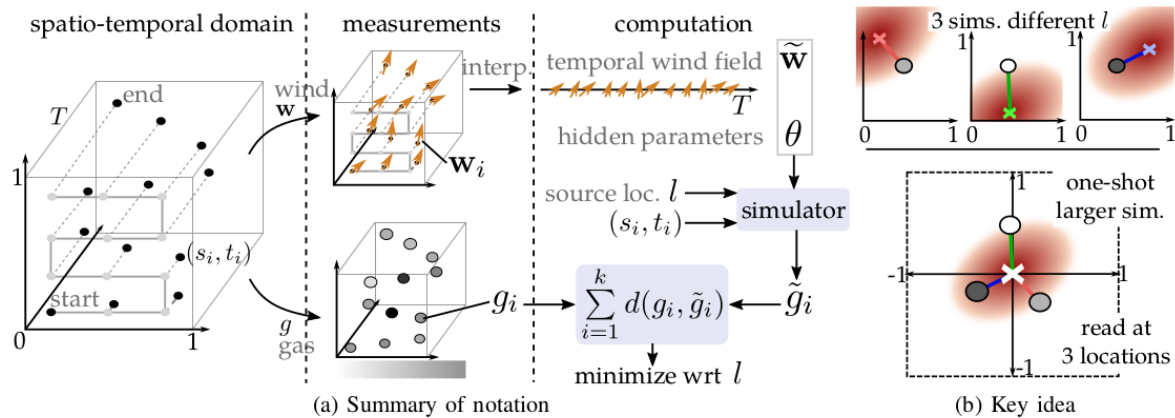 spatio-temporal domain
measurements
computation
T
end
1
(s_i, t_i)
start
0
1
wind
w
g
gas
interp.
w_i
g_i
temporal wind field
T
w̃
hidden parameters
θ
source loc. l
(s_i, t_i)
simulator
k
∑ d(g_i, g̃_i)
i=1
g̃_i
minimize wrt l
(a) Summary of notation
3 sims. different l
1
1
1
0
1
0
1
0
1
1
one-shot
larger sim.
-1
1
read at
3 locations
-1
(b) Key idea